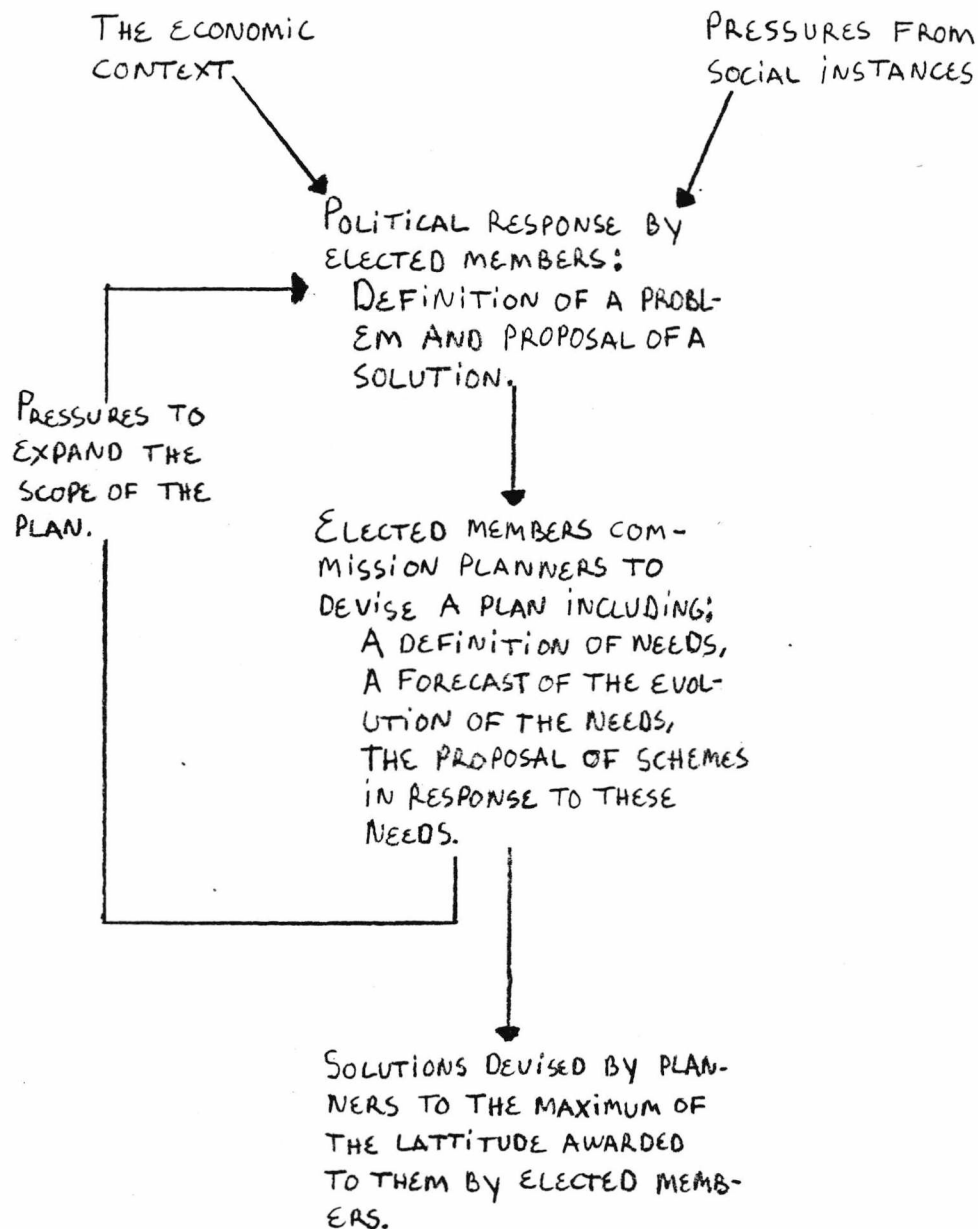 THE ECONOMIC
CONTEXT
PRESSURES FROM
SOCIAL INSTANCES
POLITICAL RESPONSE BY
ELECTED MEMBERS:
DEFINITION OF A PROBL-
EM AND PROPOSAL OF A
SOLUTION.
PRESSURES TO
EXPAND THE
SCOPE OF THE
PLAN.
ELECTED MEMBERS COM-
MISSION PLANNERS TO
DEVISE A PLAN INCLUDING:
A DEFINITION OF NEEDS,
A FORECAST OF THE EVOL-
UTION OF THE NEEDS,
THE PROPOSAL OF SCHEMES
IN RESPONSE TO THESE
NEEDS.
SOLUTIONS DEVISED BY PLAN-
NERS TO THE MAXIMUM OF
THE LATTITUDE AWARDED
TO THEM BY ELECTED MEMB-
ERS.